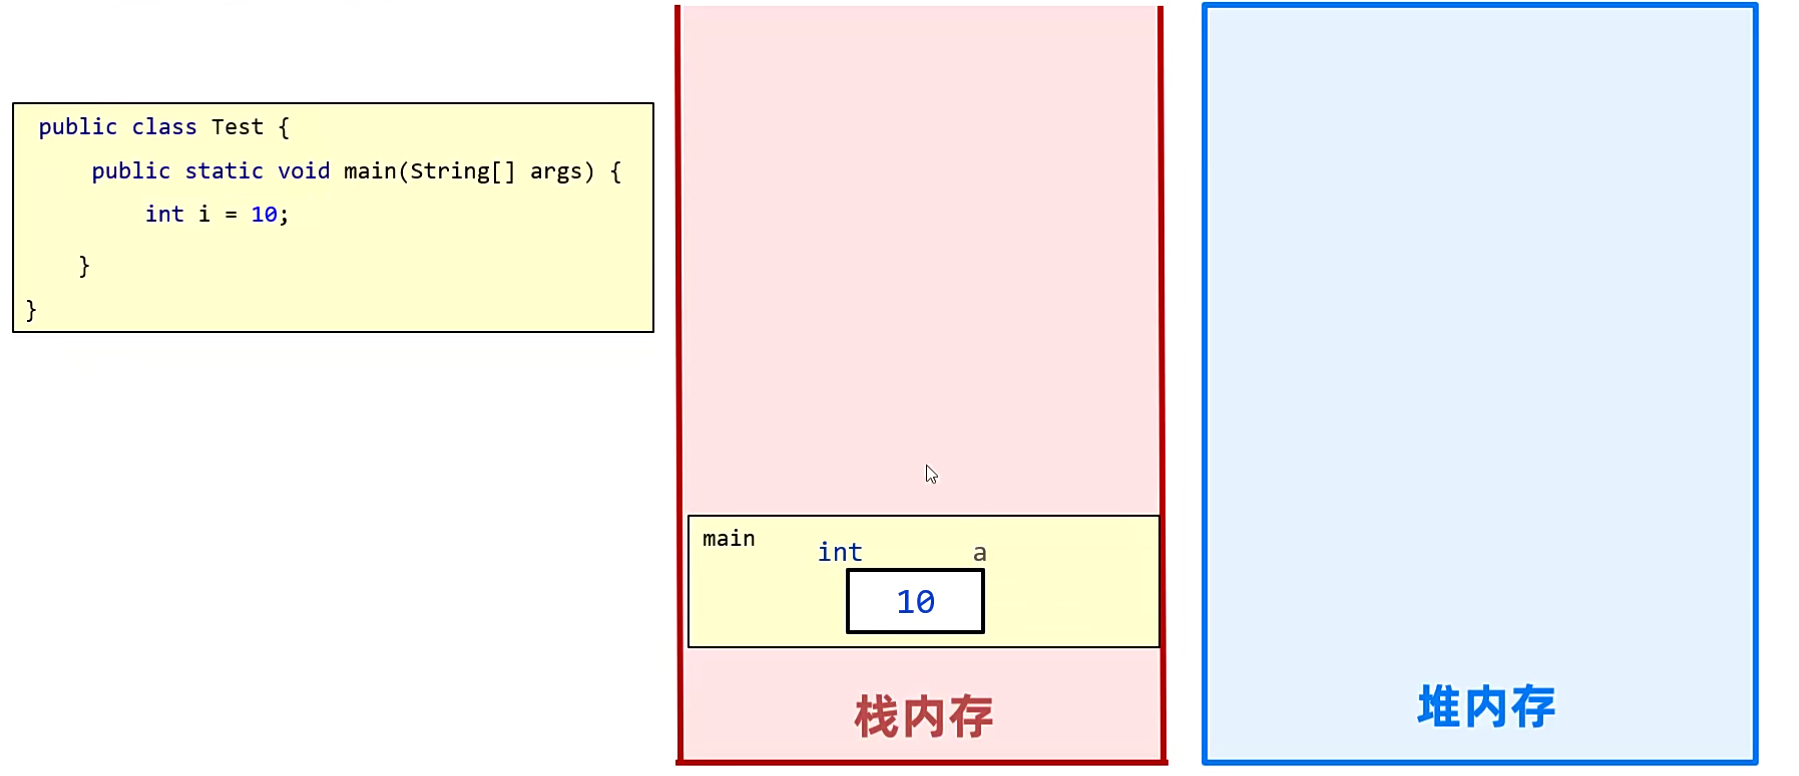 public class Test {
public static void main(String[] args) {
int i = 10;
}
}
main
int a
10
栈内存
堆内存